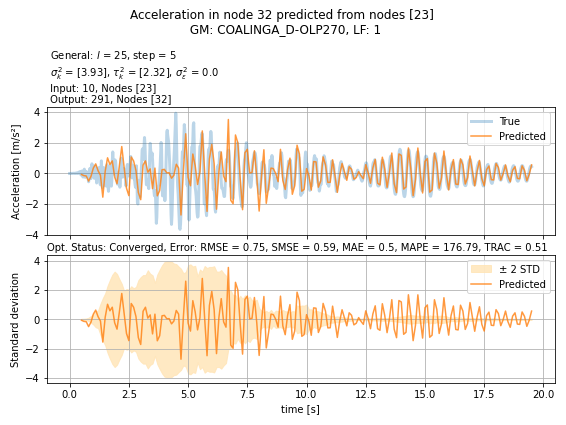 Acceleration in node 32 predicted from nodes [23]
GM: COALINGA_D-OLP270, LF: 1
General: l = 25, step = 5
σ²ₖ = [3.93], τ²ₖ = [2.32], σ²ε = 0.0
Input: 10, Nodes [23]
Output: 291, Nodes [32]
4
2
0
−2
−4
Acceleration [m/s²]
True
Predicted
Opt. Status: Converged, Error: RMSE = 0.75, SMSE = 0.59, MAE = 0.5, MAPE = 176.79, TRAC = 0.51
4
2
0
−2
−4
Standard deviation
± 2 STD
Predicted
0.0 2.5 5.0 7.5 10.0 12.5 15.0 17.5 20.0
time [s]